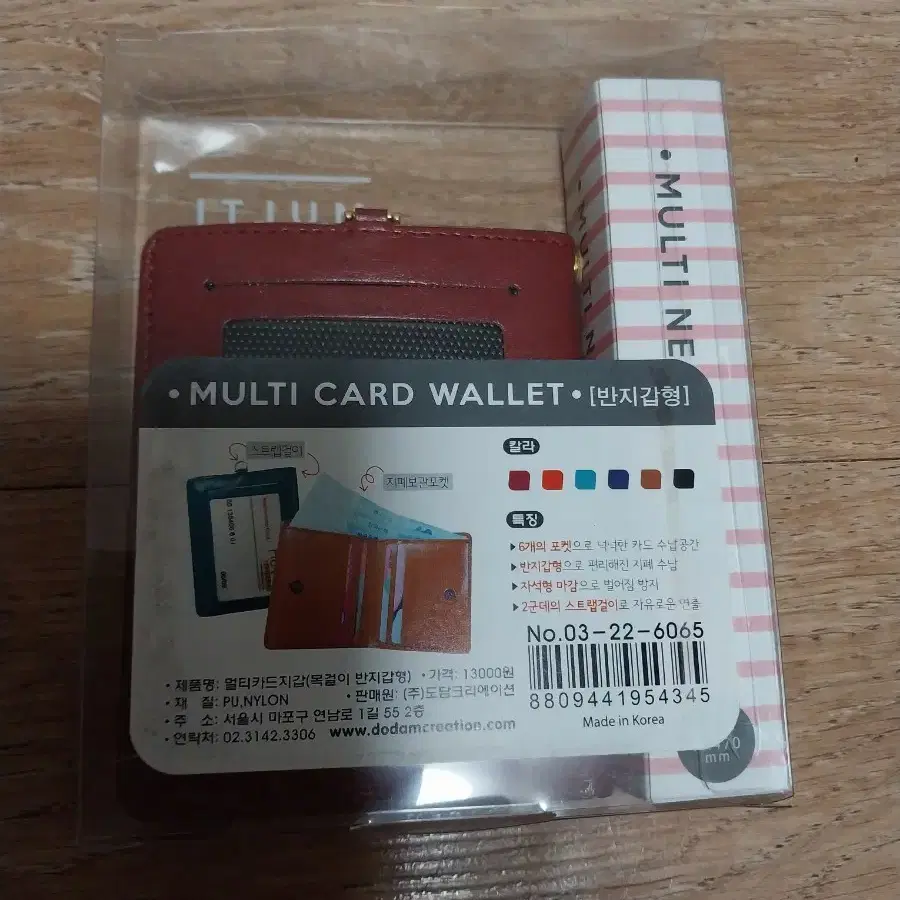 MULTI NE
MULTI NE
• MULTI CARD WALLET • [반지갑형]
스트랩걸이
지폐보관포켓
칼라
특징
▸ 6개의 포켓으로 넉넉한 카드 수납공간
▸ 반지갑형으로 편리해진 지폐 수납
▸ 자석형 마감으로 벌어짐 방지
▸ 2군데의 스트랩걸이로 자유로운 연출
No.03-22-6065
8809441954345
Made in Korea
• 제품명: 멀티카드지갑(목걸이 반지갑형) • 가격: 13000원
• 재 질: PU,NYLON • 판매원: (주)도담크리에이션
• 주 소: 서울시 마포구 연남로 1길 55 2층
• 연락처: 02.3142.3306 www.dodamcreation.com
mm